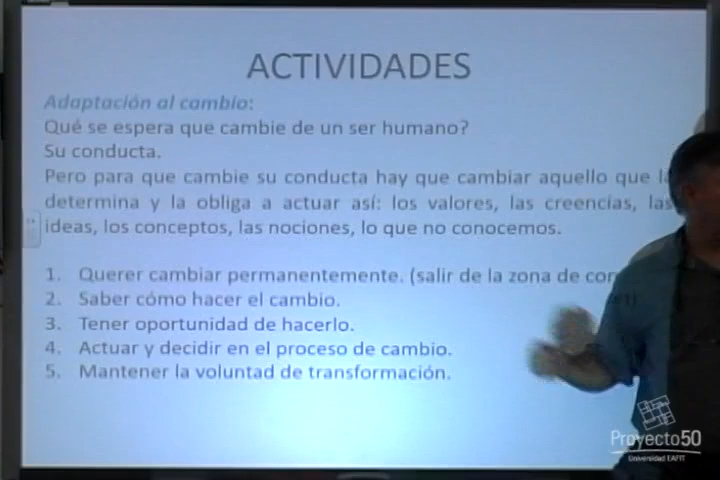 ACTIVIDADES
Adaptación al cambio:
Qué se espera que cambie de un ser humano?
Su conducta.
Pero para que cambie su conducta hay que cambiar aquello que
determina y la obliga a actuar así: los valores, las creencias, las
ideas, los conceptos, las nociones, lo que no conocemos.
1. Querer cambiar permanentemente. (salir de la zona de
2. Saber cómo hacer el cambio.
3. Tener oportunidad de hacerlo.
4. Actuar y decidir en el proceso de cambio.
5. Mantener la voluntad de transformación.
Proyecto50
Universidad EAFIT